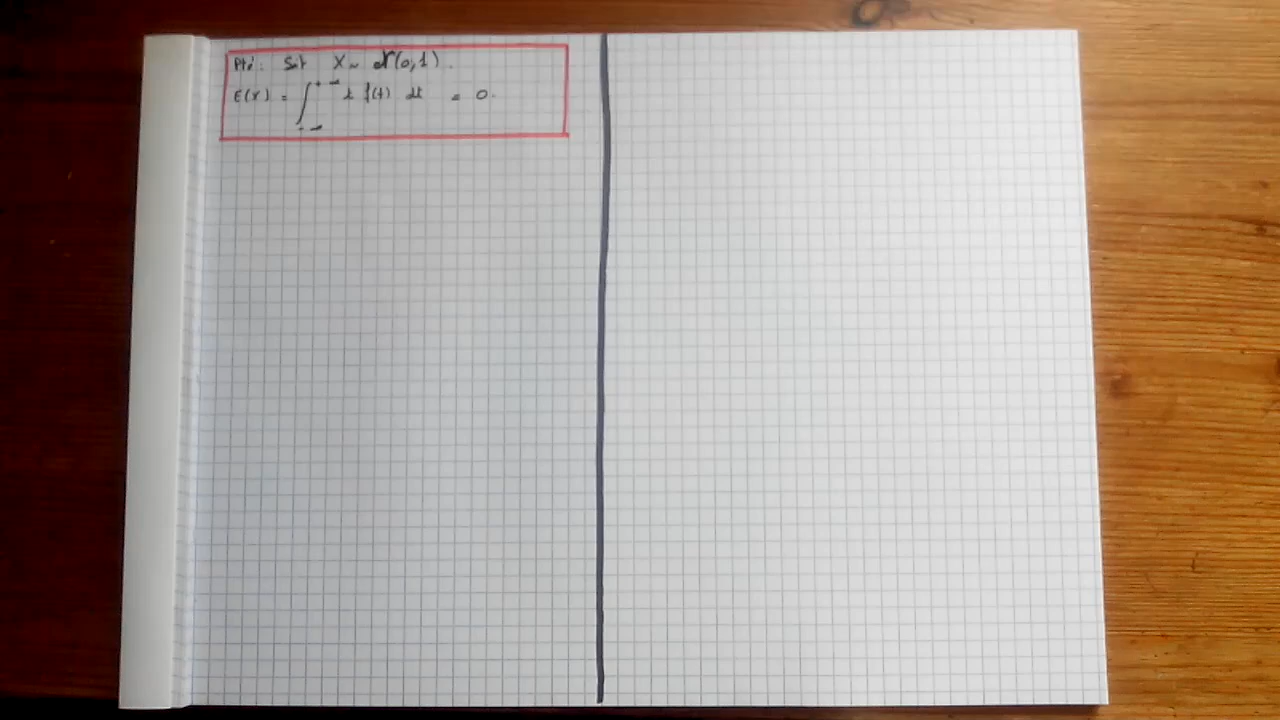 Pté : Soit X ~ N(0,1).
E(X) = ∫_{-∞}^{+∞} t f(t) dt = 0.